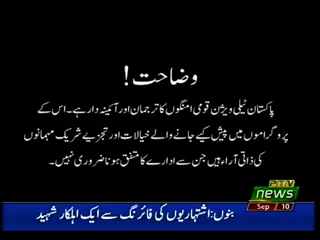 وضاحت!
پاکستان ٹیلی ویژن قومی امنگوں کا ترجمان اور آئینہ دار ہے۔ اس کے
پروگراموں میں پیش کیے جانے والے خیالات اور تجزیے شریک مہمانوں
کی ذاتی آراء ہیں جن سے ادارے کا متفق ہونا ضروری نہیں۔
PTV
news
Sep 10
بنوں: اشتہاریوں کی فائرنگ سے ایک اہلکار شہید